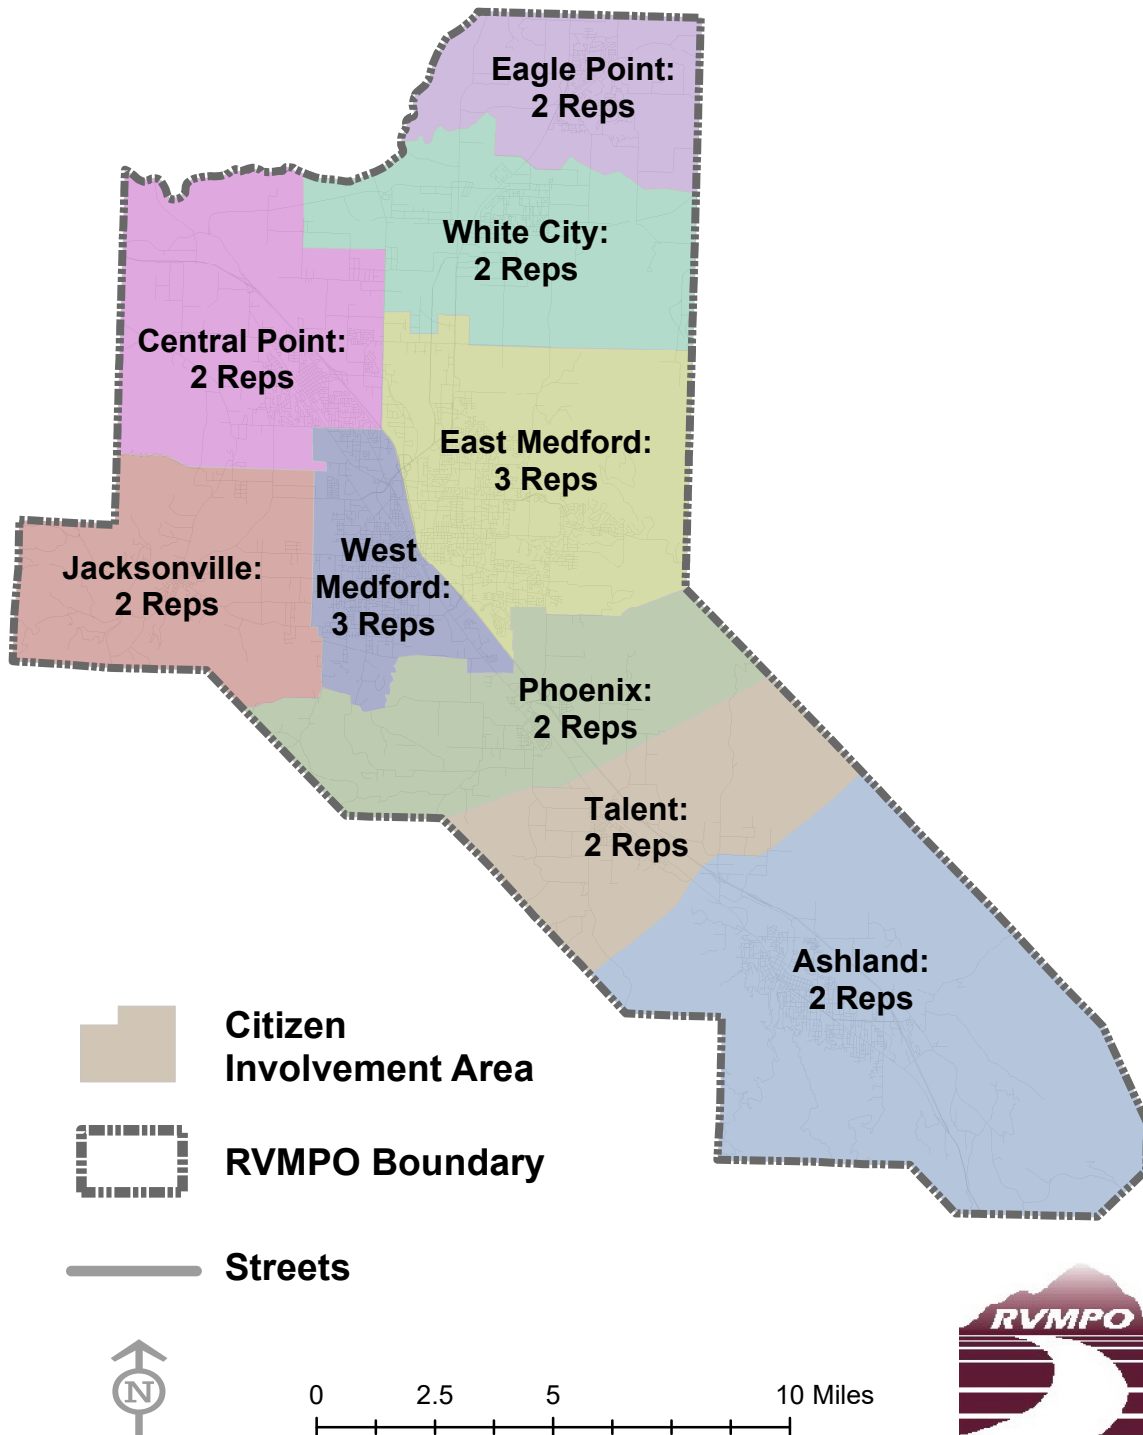 Eagle Point:
2 Reps
White City:
2 Reps
Central Point:
2 Reps
East Medford:
3 Reps
West
Medford:
3 Reps
Jacksonville:
2 Reps
Phoenix:
2 Reps
Talent:
2 Reps
Ashland:
2 Reps
Citizen
Involvement Area
RVMPO Boundary
Streets
N
0 2.5 5 10 Miles
RVMPO